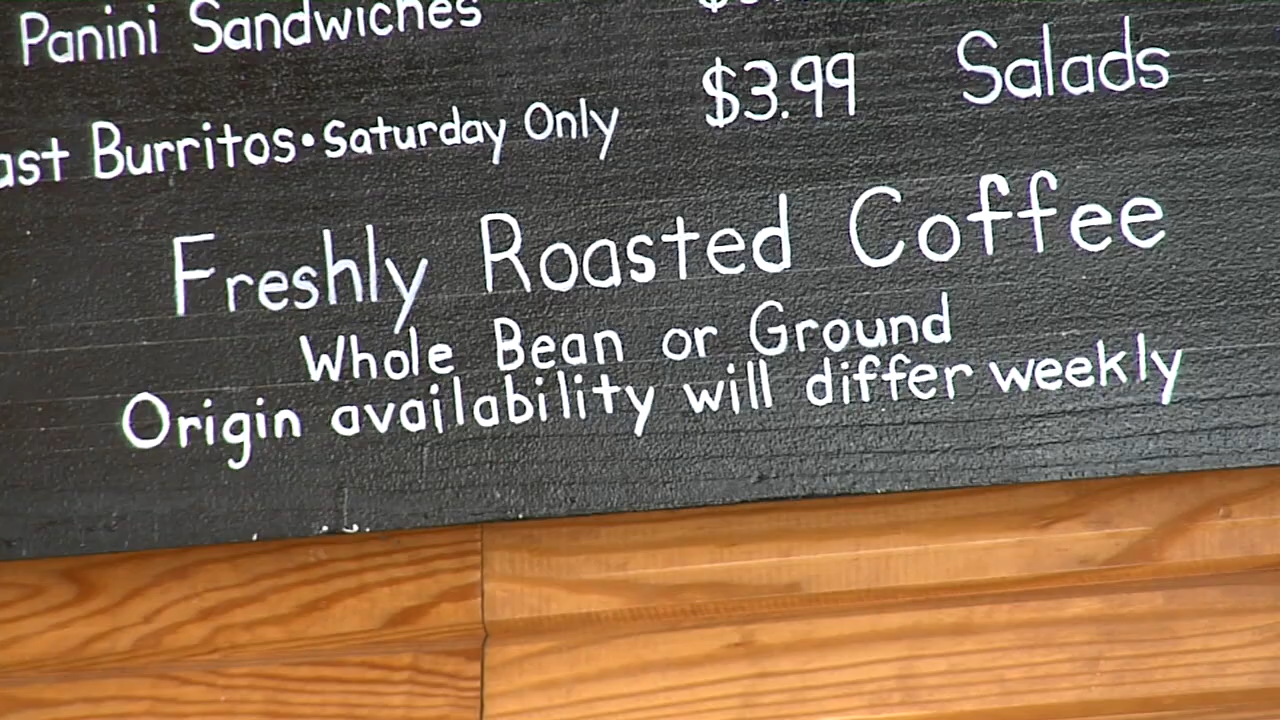 Panini Sandwiches
Burritos • Saturday Only $3.99 Salads
Freshly Roasted Coffee
Whole Bean or Ground
Origin availability will differ weekly